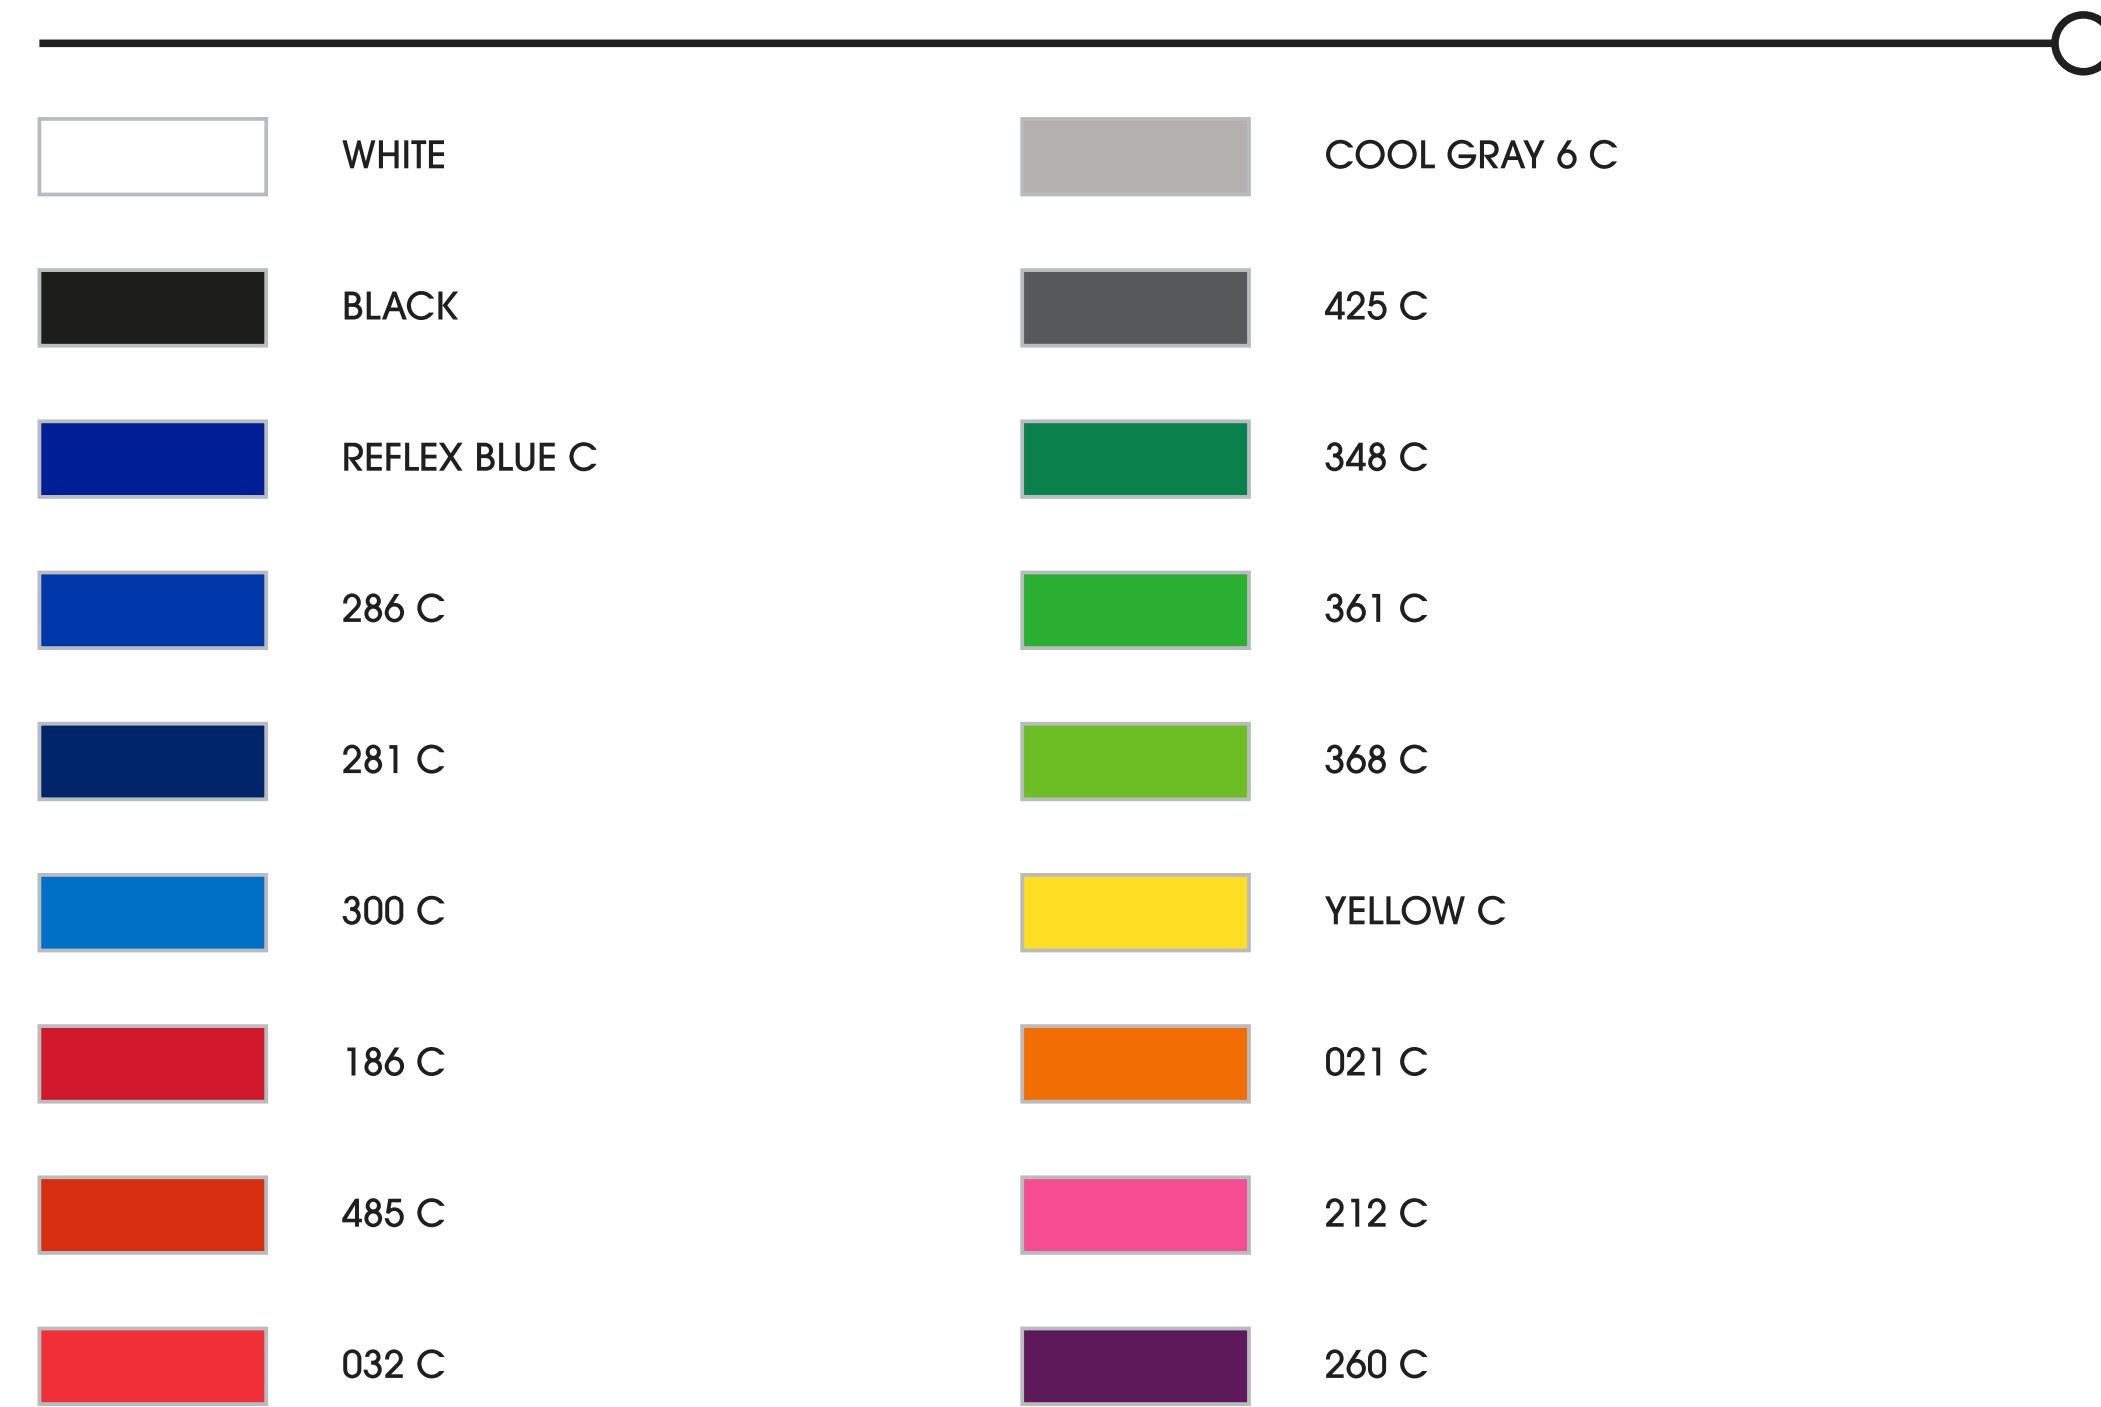 WHITE
BLACK
REFLEX BLUE C
286 C
281 C
300 C
186 C
485 C
032 C
COOL GRAY 6 C
425 C
348 C
361 C
368 C
YELLOW C
021 C
212 C
260 C